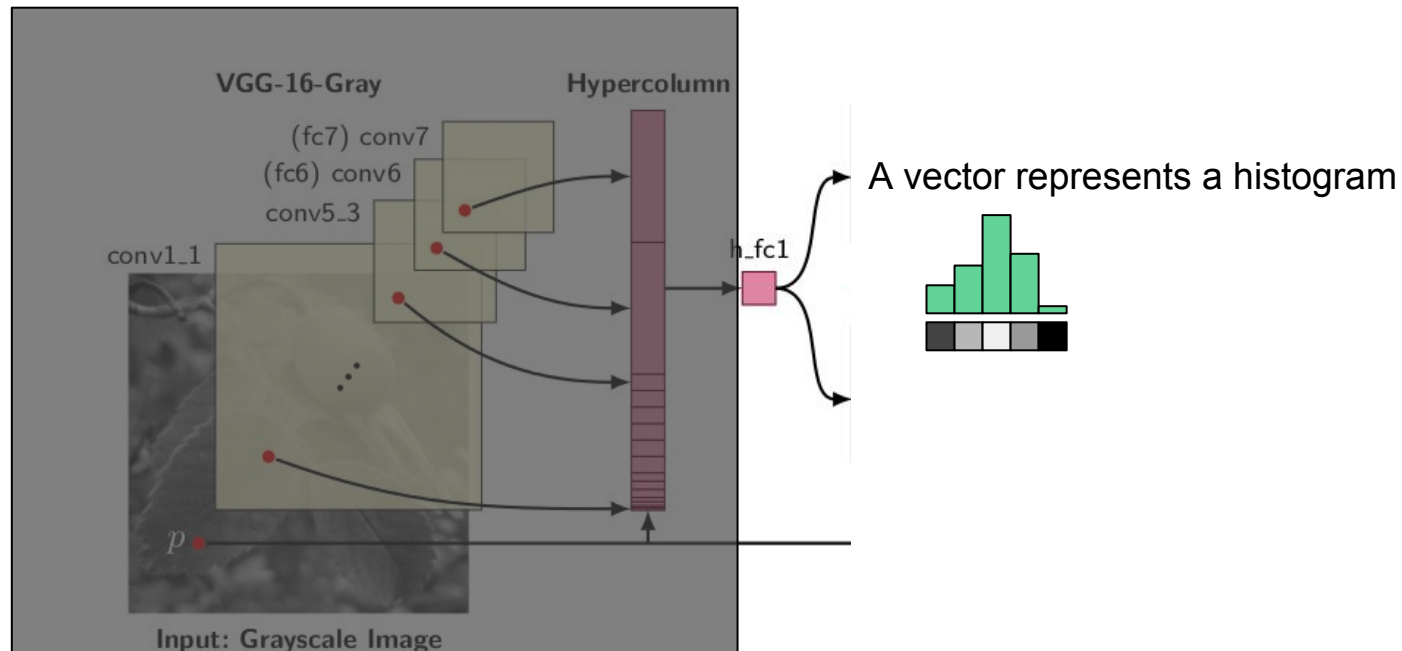 VGG-16-Gray
Hypercolumn
(fc7) conv7
(fc6) conv6
conv5_3
conv1_1
h_fc1
A vector represents a histogram
p
Input: Grayscale Image